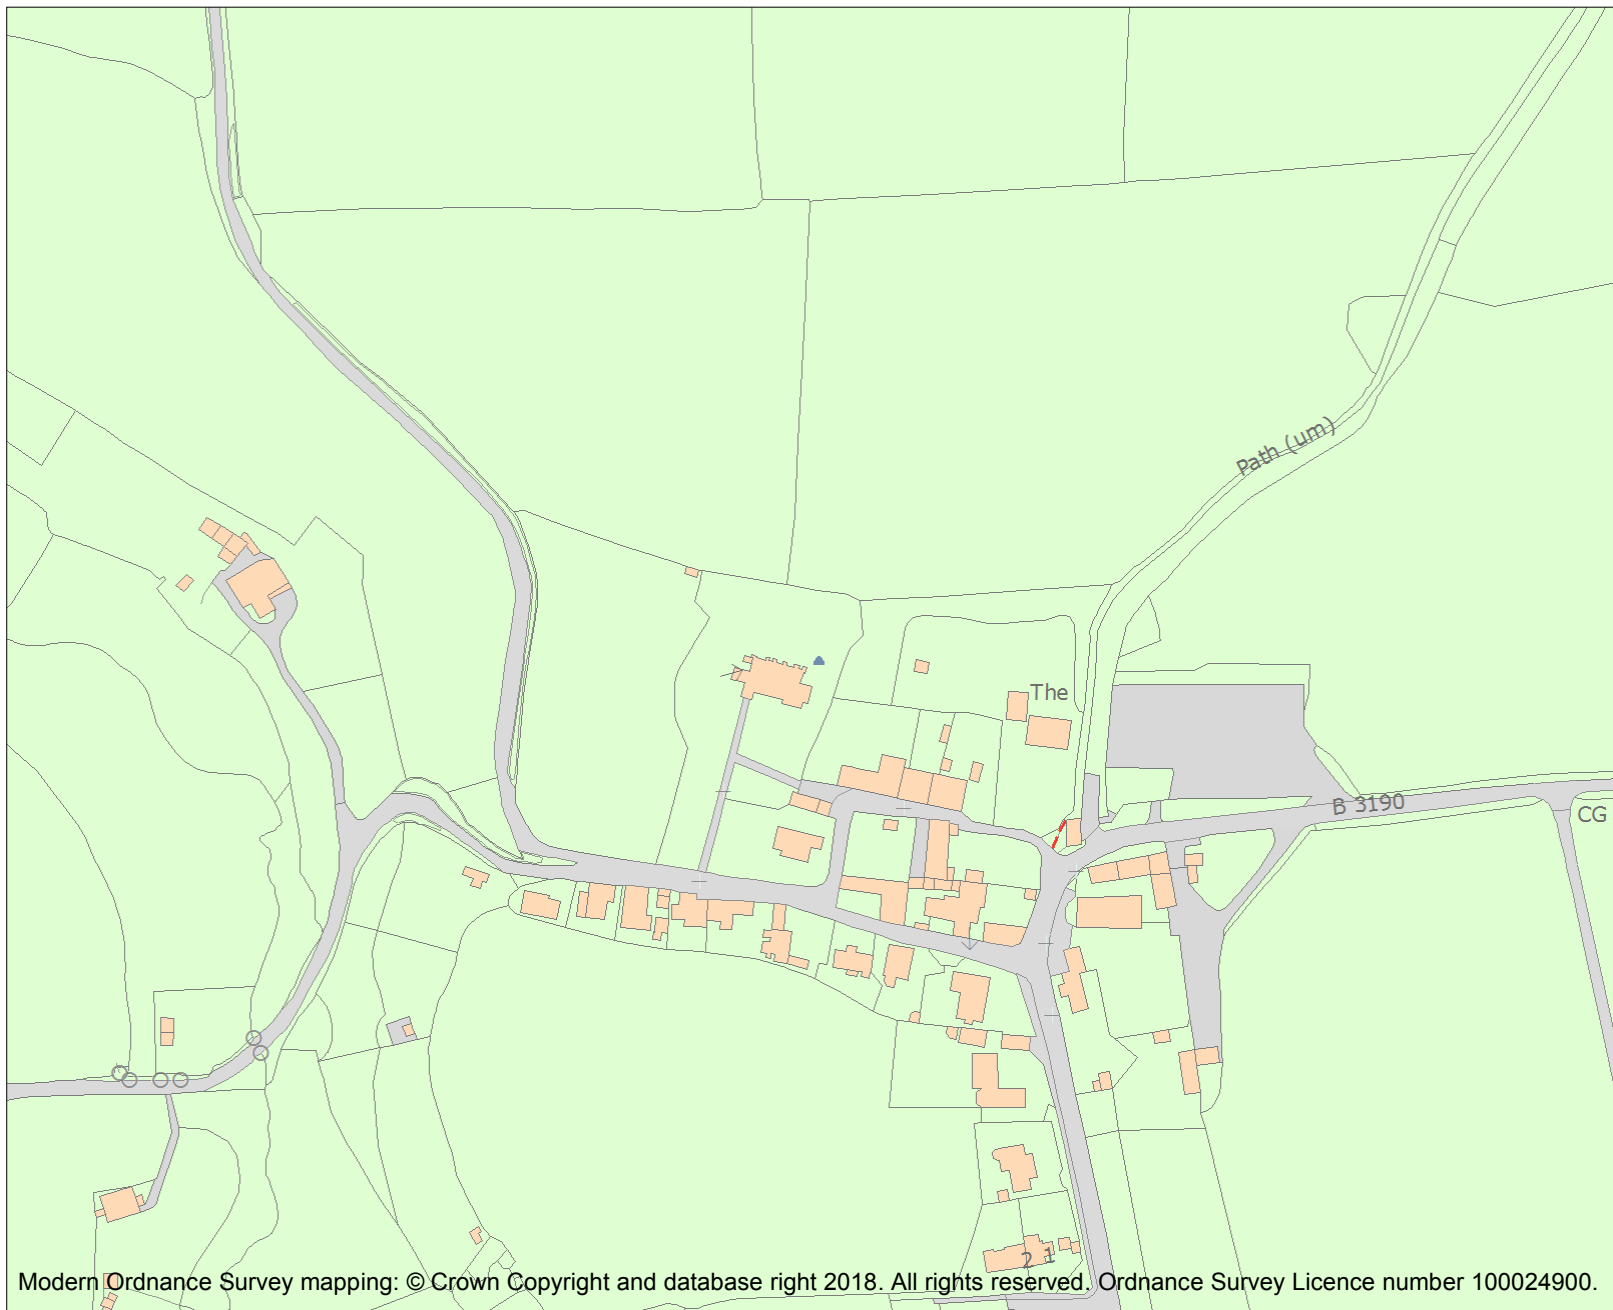 Path (um)
The
B 3190
CG
2 1
Modern Ordnance Survey mapping: © Crown Copyright and database right 2018. All rights reserved. Ordnance Survey Licence number 100024900.